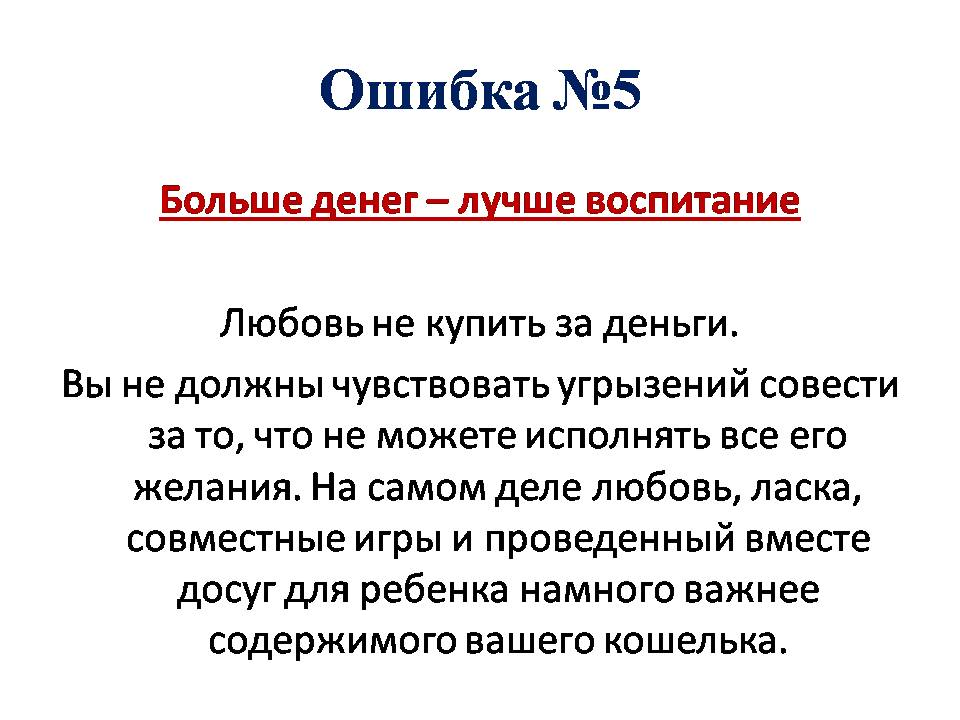 Ошибка №5
Больше денег – лучше воспитание
Любовь не купить за деньги.
Вы не должны чувствовать угрызений совести
за то, что не можете исполнять все его
желания. На самом деле любовь, ласка,
совместные игры и проведенный вместе
досуг для ребенка намного важнее
содержимого вашего кошелька.